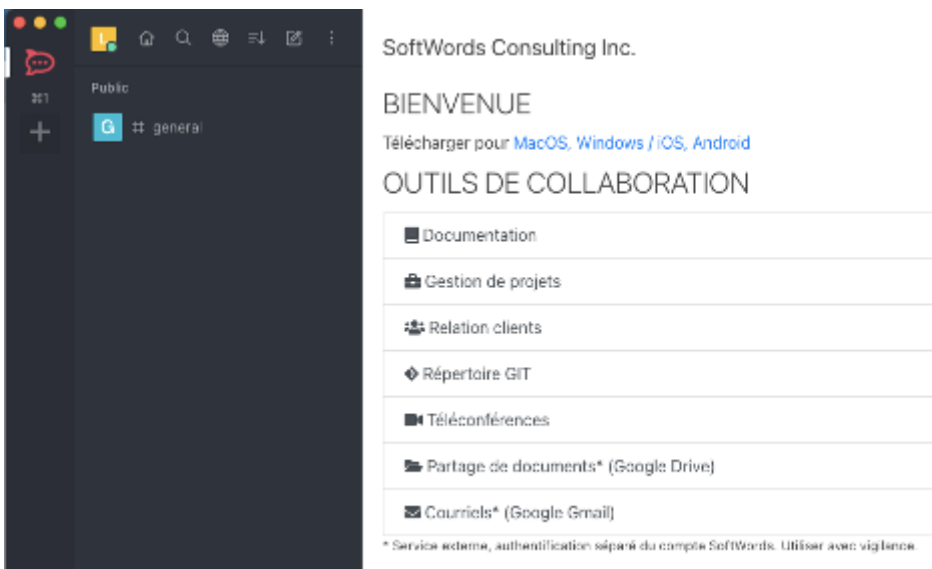 L
⌘1
Public
G # general
SoftWords Consulting Inc.
BIENVENUE
Télécharger pour MacOS, Windows / iOS, Android
OUTILS DE COLLABORATION
Documentation
Gestion de projets
Relation clients
Répertoire GIT
Téléconférences
Partage de documents* (Google Drive)
Courriels* (Google Gmail)
* Service externe, authentification séparé du compte SoftWords. Utiliser avec vigilance.